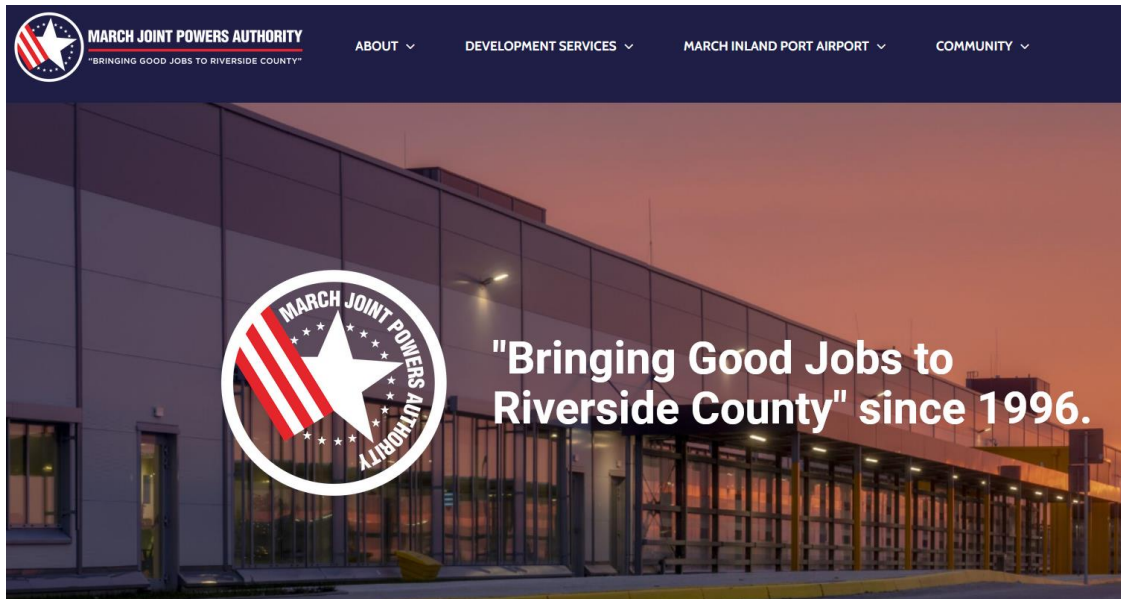 MARCH JOINT POWERS AUTHORITY
"BRINGING GOOD JOBS TO RIVERSIDE COUNTY"
ABOUT
DEVELOPMENT SERVICES
MARCH INLAND PORT AIRPORT
COMMUNITY
MARCH JOINT POWERS AUTHORITY
"Bringing Good Jobs to
Riverside County" since 1996.